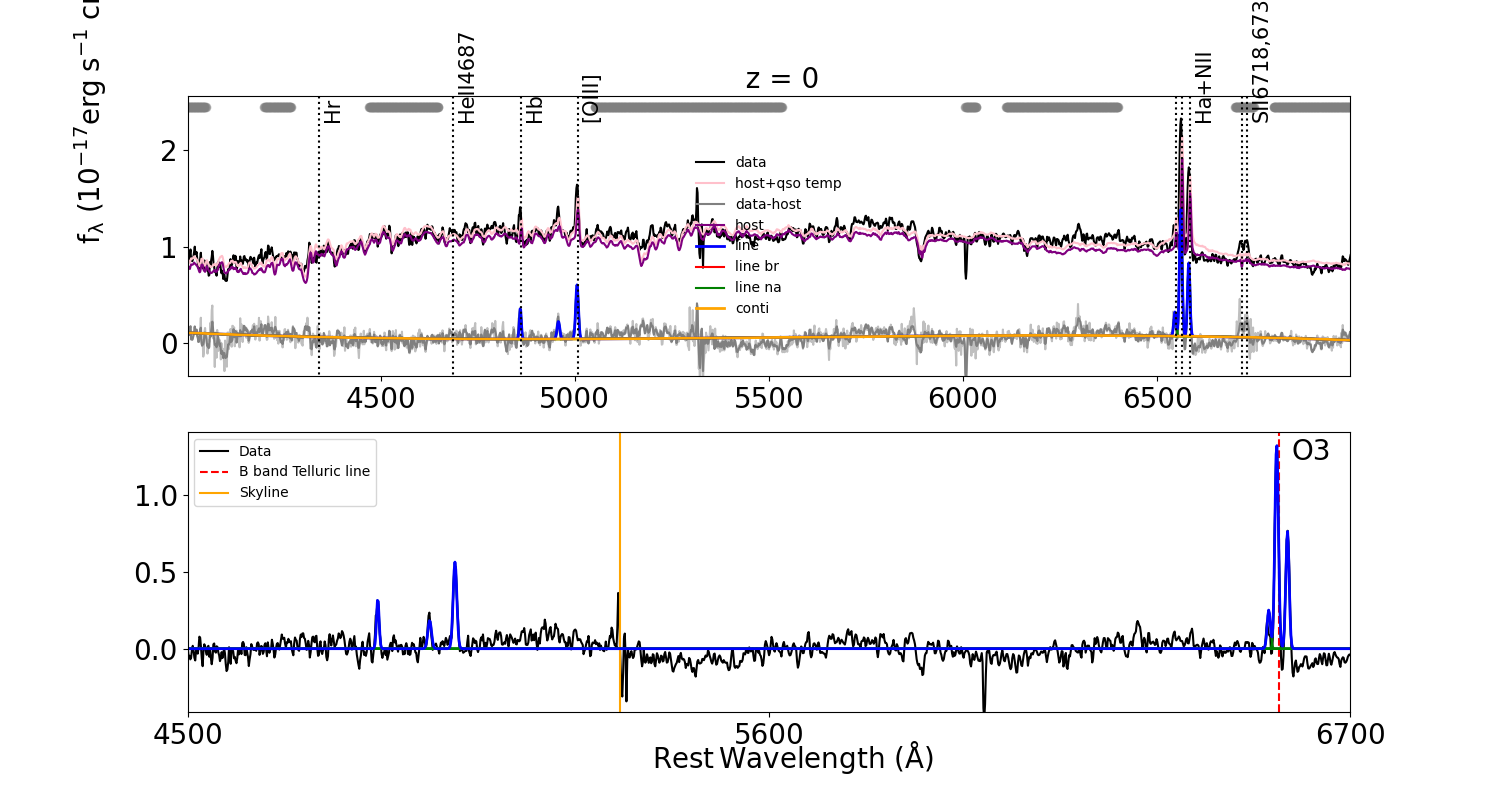 z = 0
Hr
HeII4687
Hb
[OIII]
Ha+NII
SII6718,673
2
1
0
f_λ (10^−17 erg s^−1 c
data
host+qso temp
data-host
host
line
line br
line na
conti
4500 5000 5500 6000 6500
Data
B band Telluric line
Skyline
O3
1.0
0.5
0.0
4500 5600 6700
Rest Wavelength (Å)